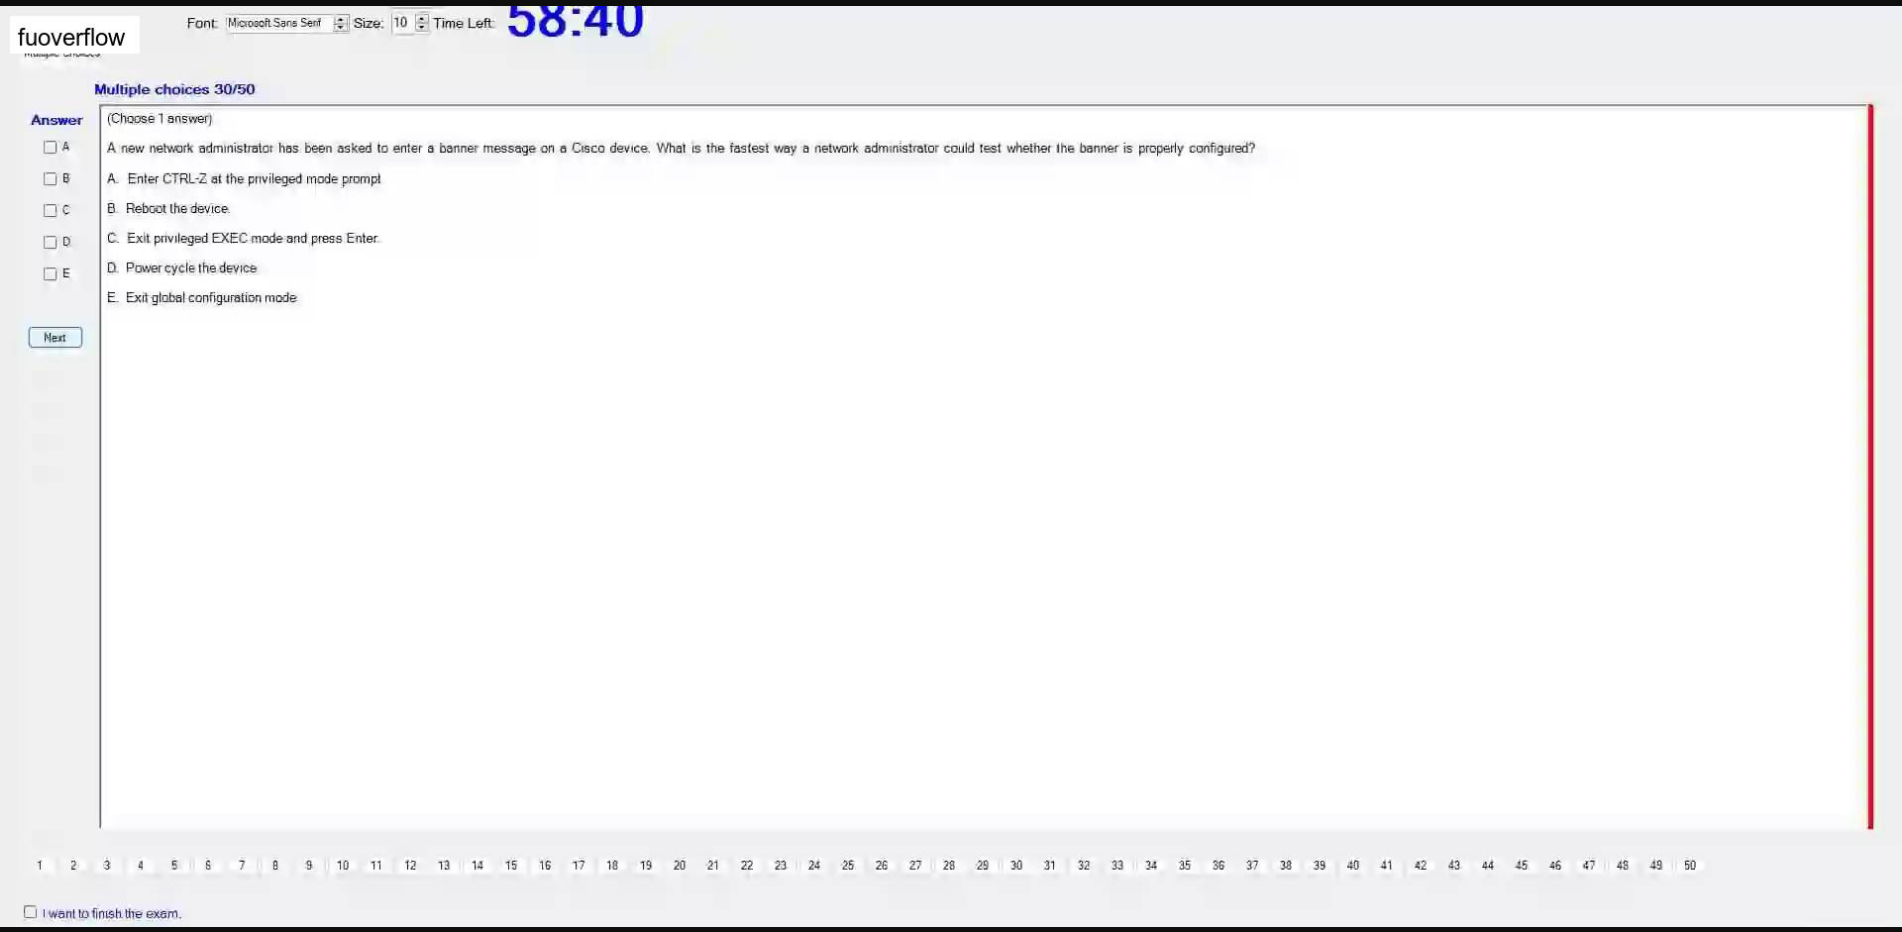 Font: Microsoft Sans Serif Size: 10 Time Left: 58:40
fuoverflow
Multiple choices
Multiple choices 30/50
Answer
(Choose 1 answer)
A
A new network administrator has been asked to enter a banner message on a Cisco device. What is the fastest way a network administrator could test whether the banner is properly configured?
B
A. Enter CTRL-Z at the privileged mode prompt
C
B. Reboot the device.
D
C. Exit privileged EXEC mode and press Enter.
E
D. Power cycle the device
E. Exit global configuration mode
Next
1 2 3 4 5 6 7 8 9 10 11 12 13 14 15 16 17 18 19 20 21 22 23 24 25 26 27 28 29 30 31 32 33 34 35 36 37 38 39 40 41 42 43 44 45 46 47 48 49 50
I want to finish the exam.